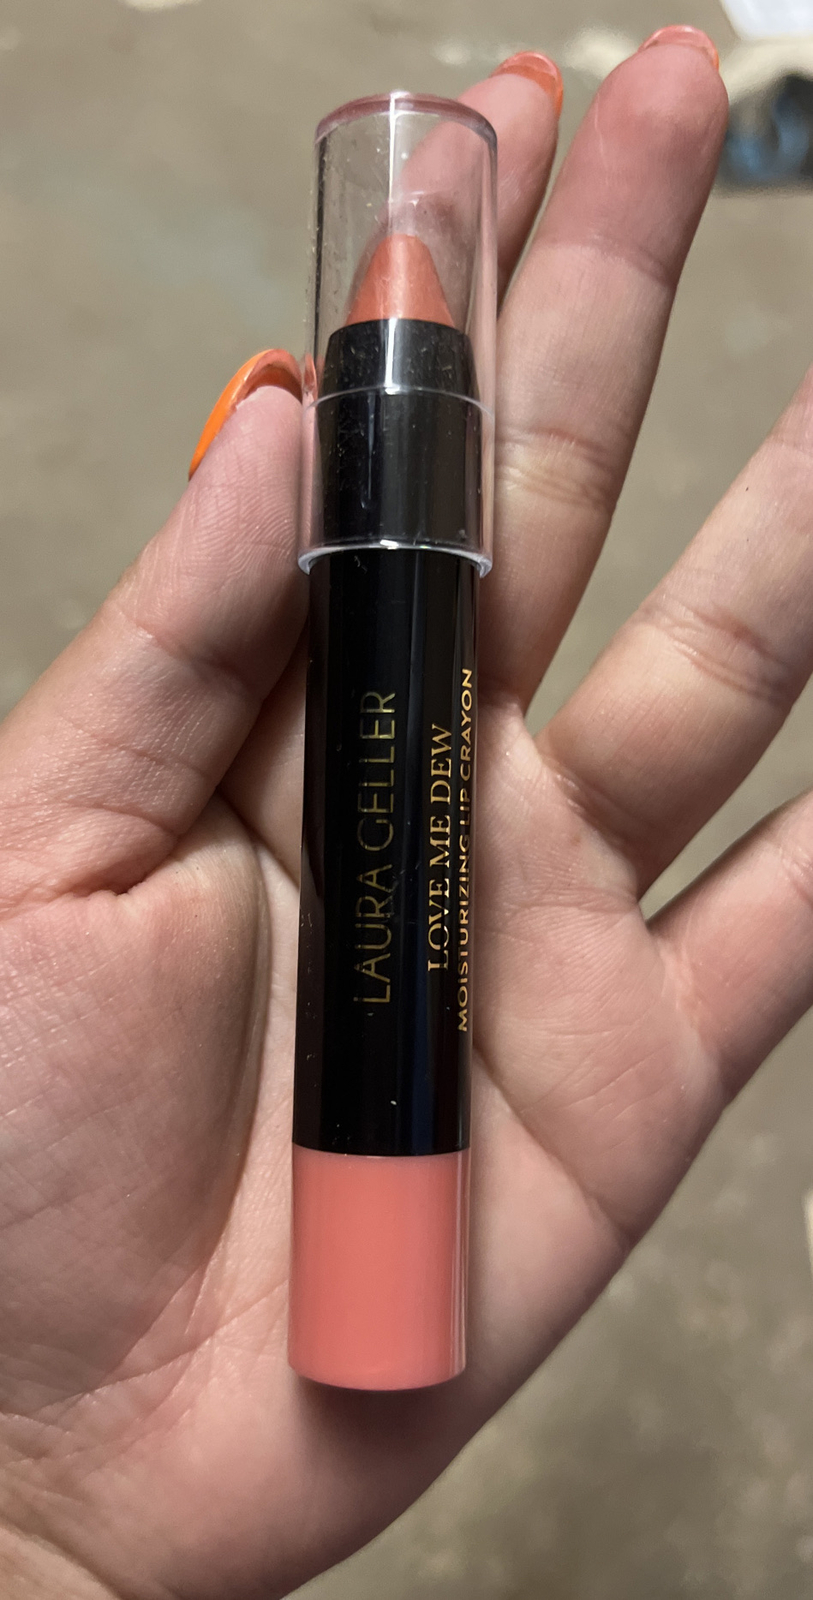 LAURA GELLER
LOVE ME DEW
MOISTURIZING LIP CRAYON